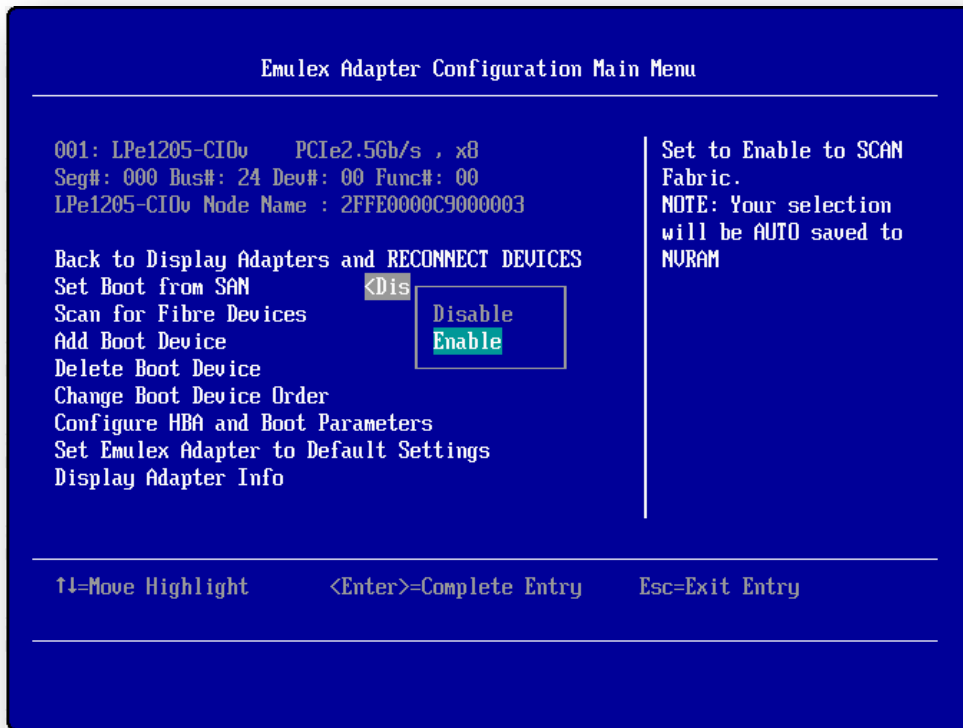 Emulex Adapter Configuration Main Menu
001: LPe1205-CIOv PCIe2.5Gb/s , x8
Seg#: 000 Bus#: 24 Dev#: 00 Func#: 00
LPe1205-CIOv Node Name : 2FFE0000C9000003
Back to Display Adapters and RECONNECT DEVICES
Set Boot from SAN <Dis
Scan for Fibre Devices
Add Boot Device
Delete Boot Device
Change Boot Device Order
Configure HBA and Boot Parameters
Set Emulex Adapter to Default Settings
Display Adapter Info
Disable
Enable
Set to Enable to SCAN
Fabric.
NOTE: Your selection
will be AUTO saved to
NVRAM
↑↓=Move Highlight <Enter>=Complete Entry Esc=Exit Entry